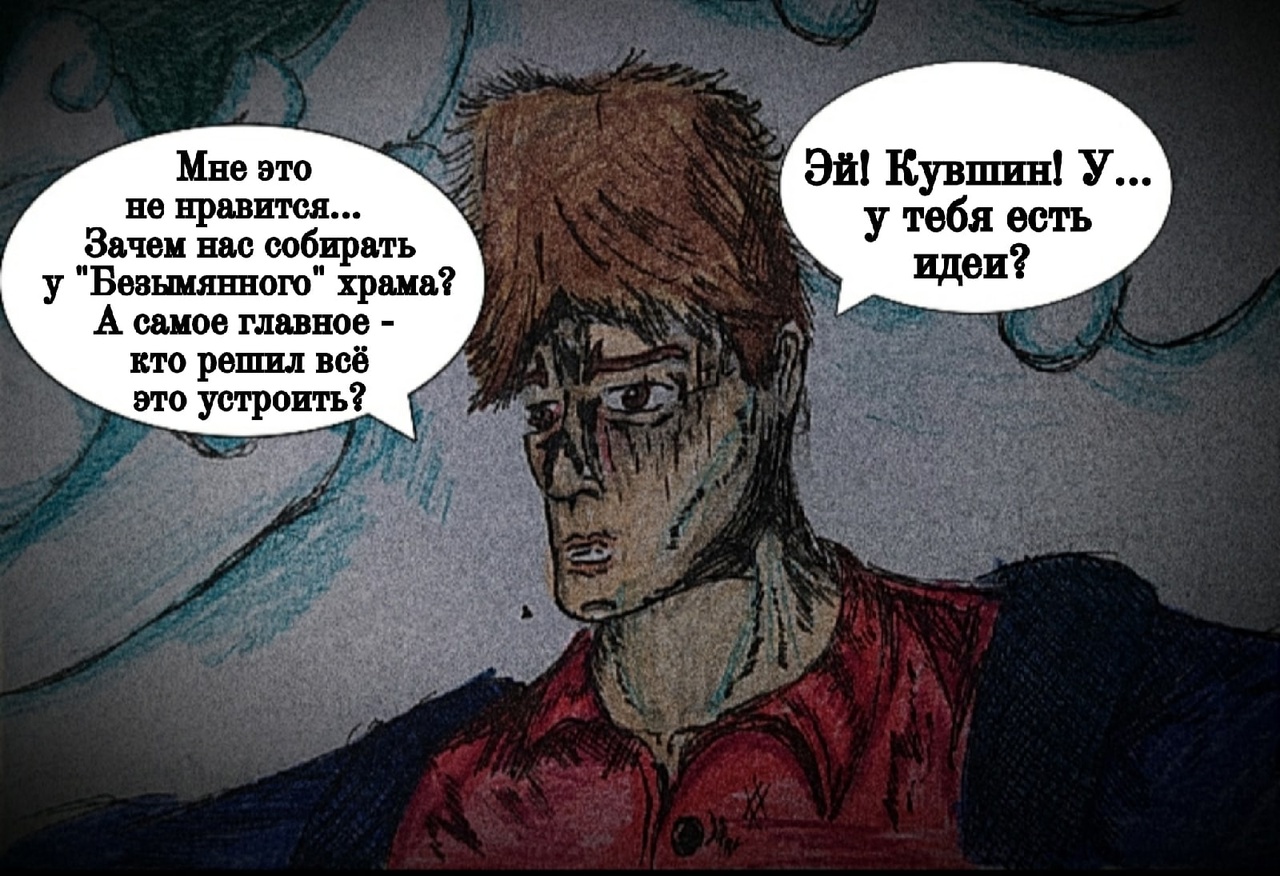 Мне это
не нравится...
Зачем нас собирать
у "Безымянного" храма?
А самое главное -
кто решил всё
это устроить?
Эй! Кувшин! У...
у тебя есть
идеи?